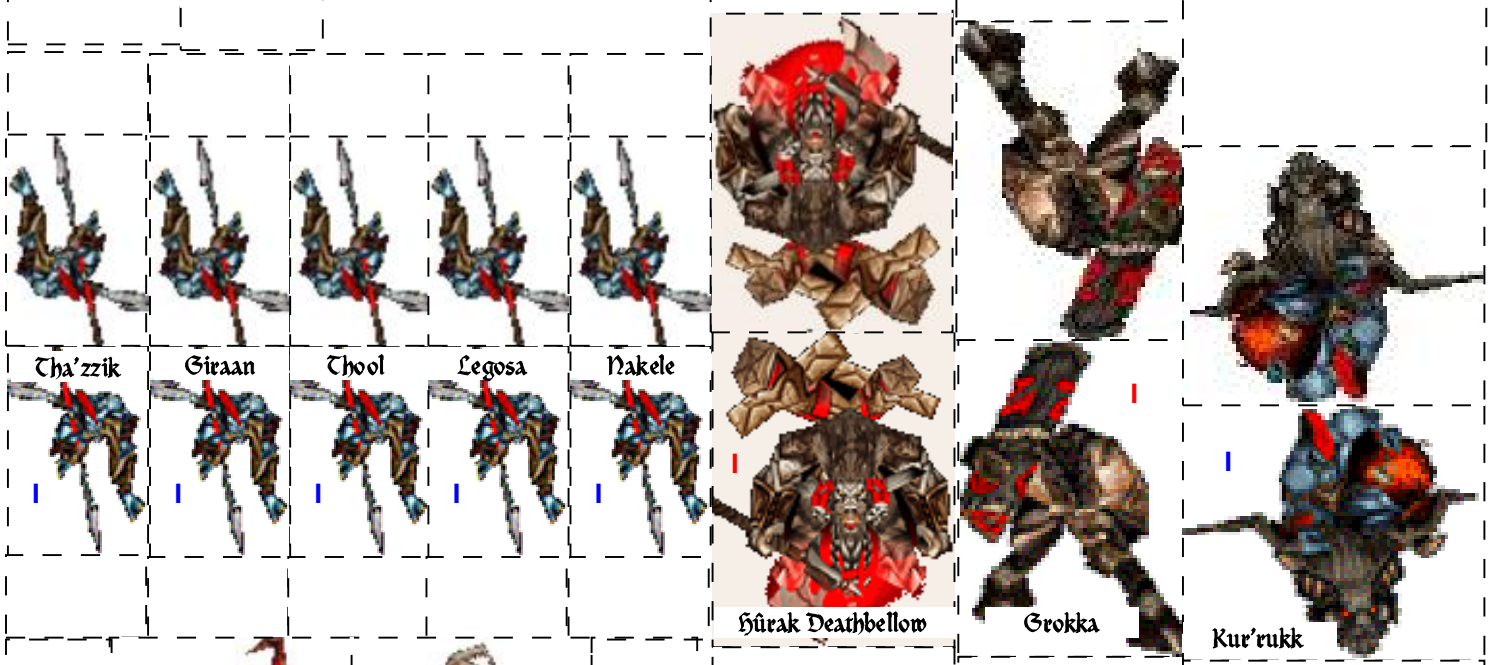 Tha'zzik
Giraan
Thool
Legosa
Nakele
Hûrak Deathbellow
Grokka
Kur'rukk